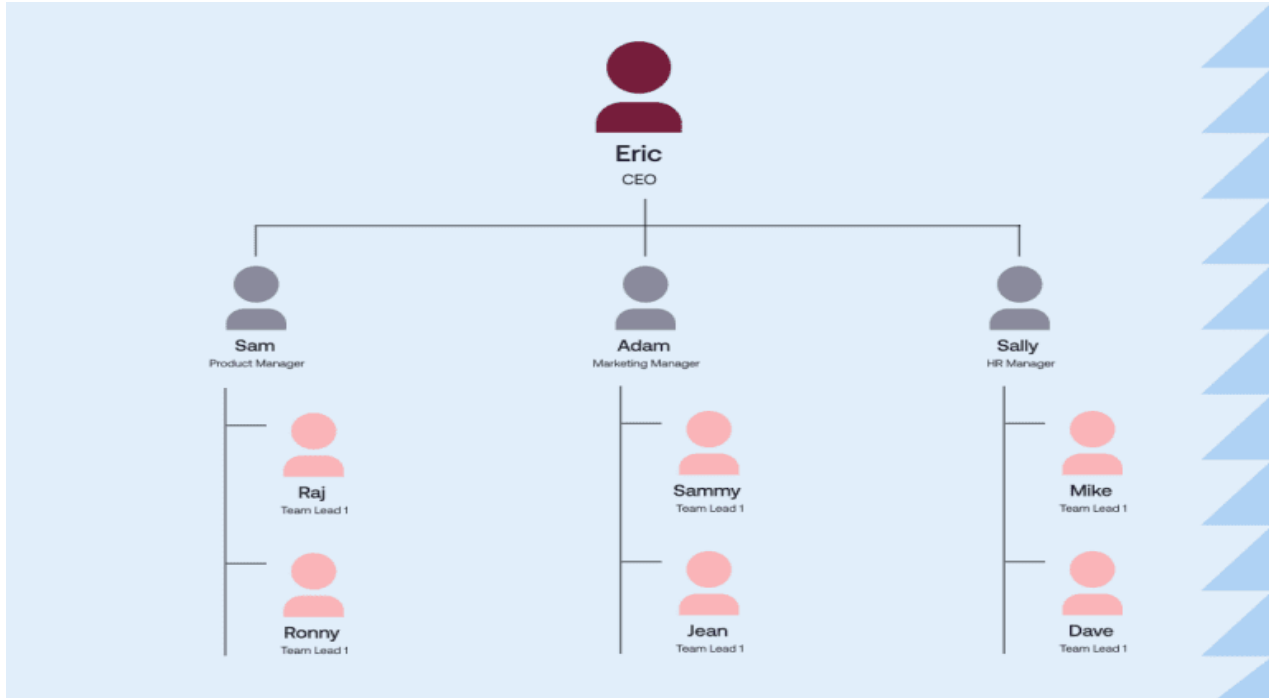 Eric
CEO
Sam
Product Manager
Adam
Marketing Manager
Sally
HR Manager
Raj
Team Lead 1
Sammy
Team Lead 1
Mike
Team Lead 1
Ronny
Team Lead 1
Jean
Team Lead 1
Dave
Team Lead 1